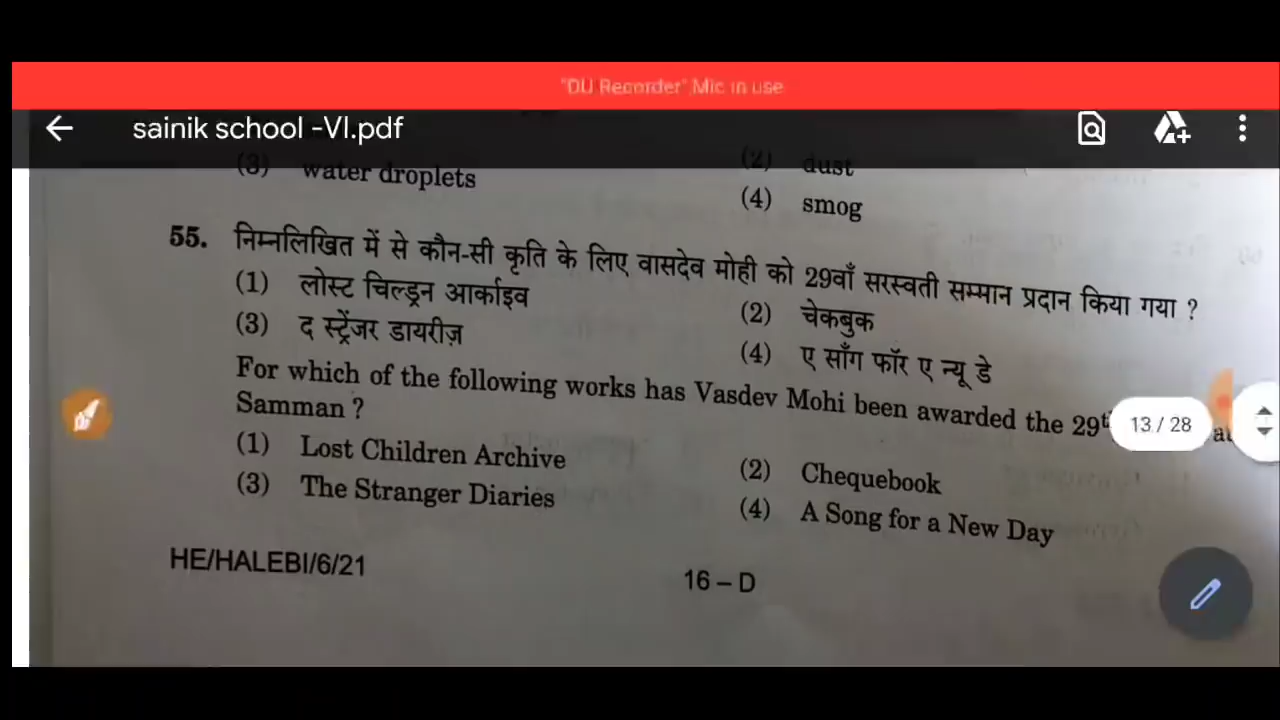 "DU Recorder" Mic in use
sainik school -VI.pdf
(3) water droplets (2) dust
(4) smog
55. निम्नलिखित में से कौन-सी कृति के लिए वासदेव मोही को 29वाँ सरस्वती सम्मान प्रदान किया गया ?
(1) लोस्ट चिल्ड्रन आर्काइव (2) चेकबुक
(3) द स्ट्रेंजर डायरीज़ (4) ए साँग फॉर ए न्यू डे
For which of the following works has Vasdev Mohi been awarded the 29t
Samman ?
13 / 28
(1) Lost Children Archive (2) Chequebook
(3) The Stranger Diaries (4) A Song for a New Day
HE/HALEBI/6/21 16 – D